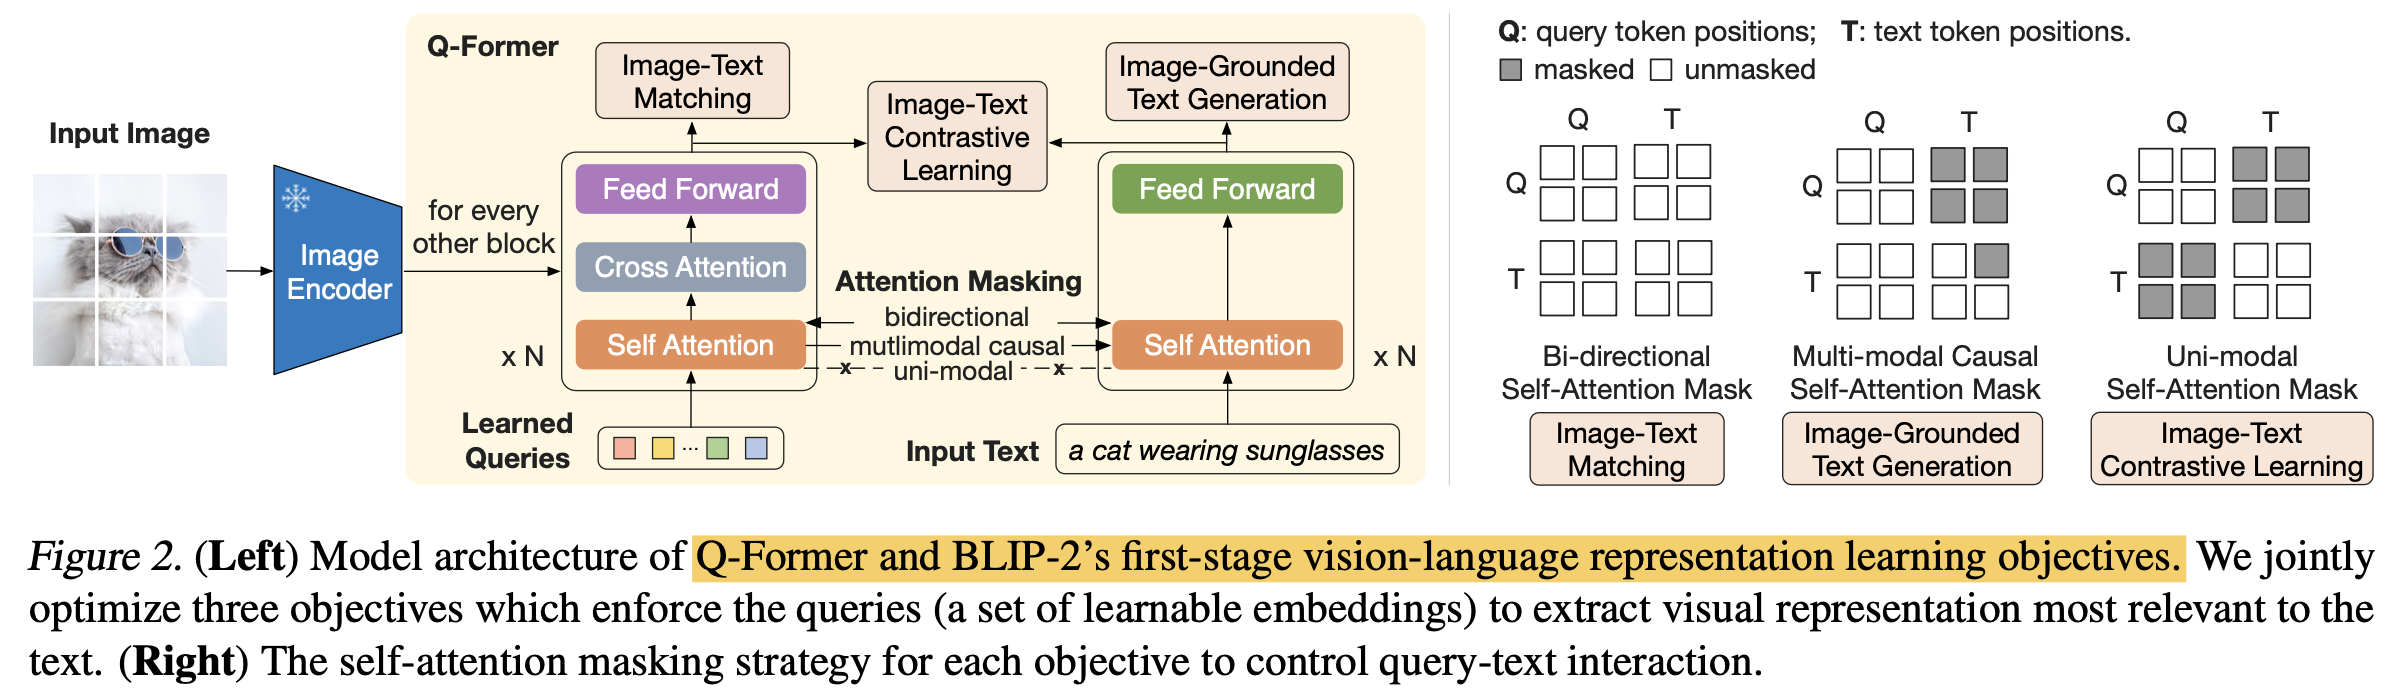 Q-Former
Input Image
Image
Encoder
for every
other block
Image-Text
Matching
Image-Text
Contrastive
Learning
Image-Grounded
Text Generation
Feed Forward
Cross Attention
Self Attention
x N
Learned
Queries
...
Attention Masking
bidirectional
mutlimodal causal
x uni-modal x
Feed Forward
Self Attention
x N
Input Text
a cat wearing sunglasses
Q: query token positions; T: text token positions.
masked unmasked
Q T
Q
T
Bi-directional
Self-Attention Mask
Image-Text
Matching
Q T
Q
T
Multi-modal Causal
Self-Attention Mask
Image-Grounded
Text Generation
Q T
Q
T
Uni-modal
Self-Attention Mask
Image-Text
Contrastive Learning
Figure 2. (Left) Model architecture of Q-Former and BLIP-2’s first-stage vision-language representation learning objectives. We jointly
optimize three objectives which enforce the queries (a set of learnable embeddings) to extract visual representation most relevant to the
text. (Right) The self-attention masking strategy for each objective to control query-text interaction.